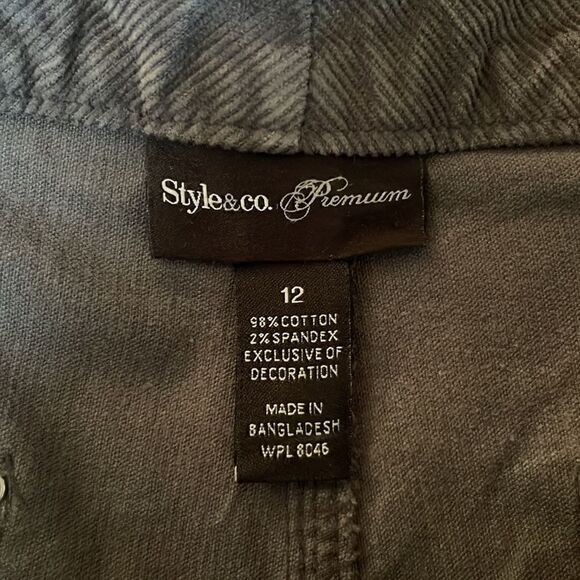 Style&co. Premium
12
98% COTTON
2% SPANDEX
EXCLUSIVE OF
DECORATION
MADE IN
BANGLADESH
WPL 8046